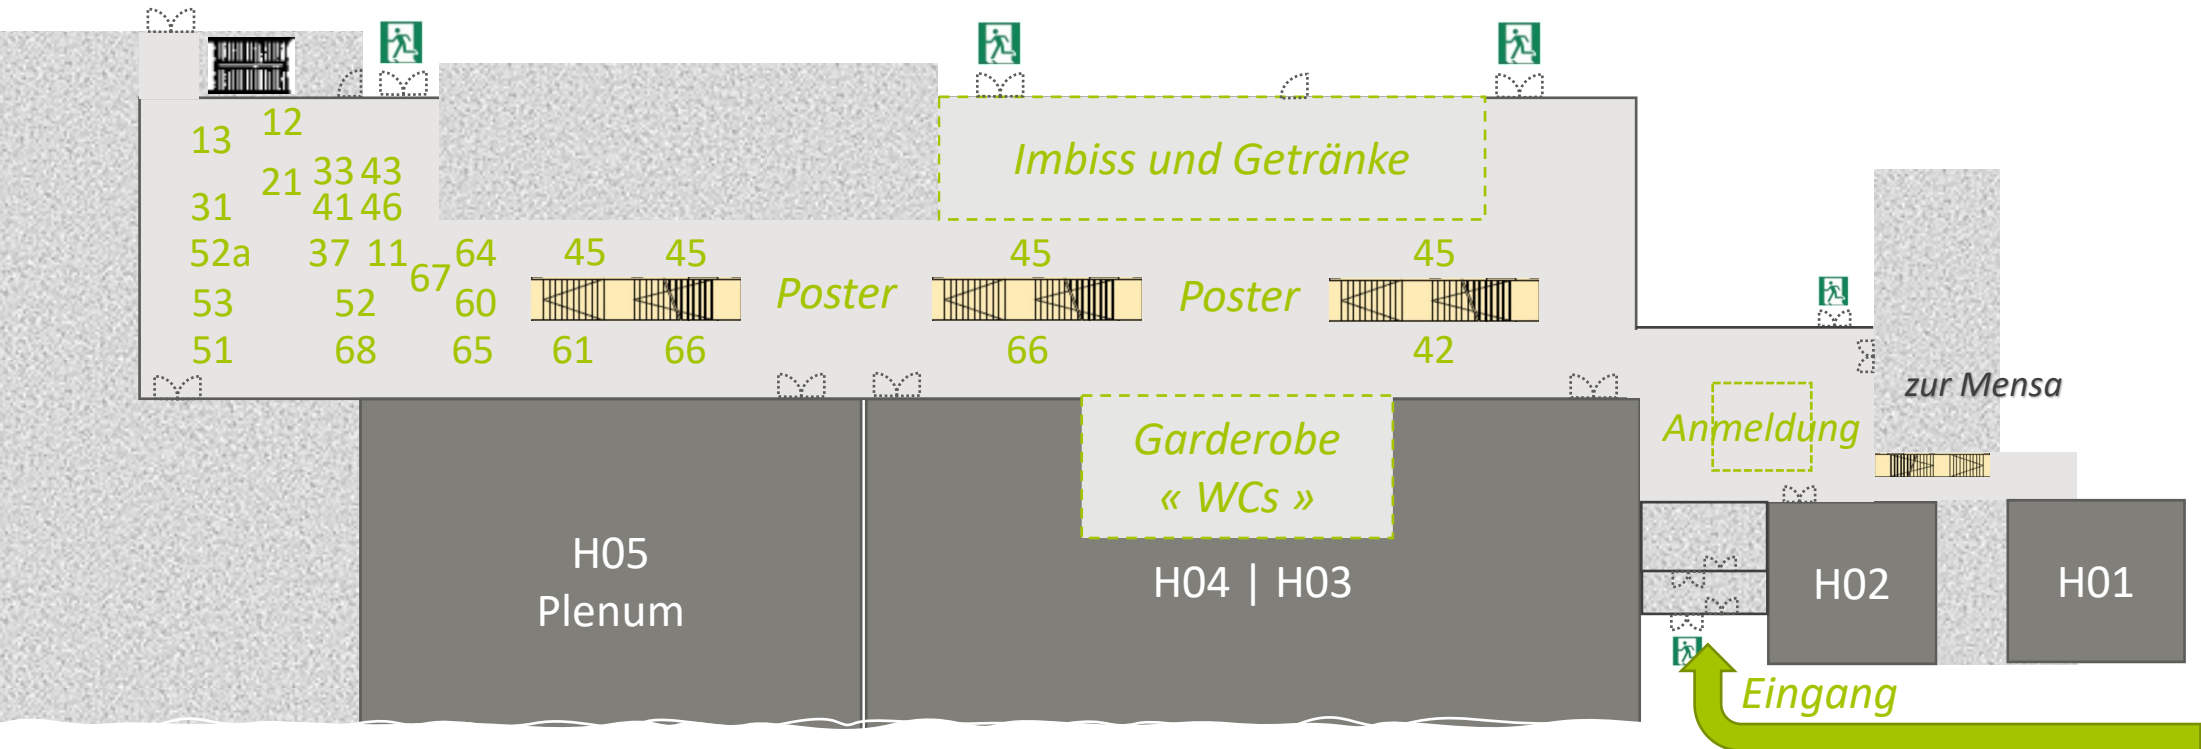 12
13
33 43
21
31
41 46
Imbiss und Getränke
52a
37 11
67
64
45
45
45
45
53
52
60
Poster
Poster
51
68
65
61
66
66
42
zur Mensa
Anmeldung
Garderobe
« WCs »
H05
Plenum
H04 | H03
H02
H01
Eingang